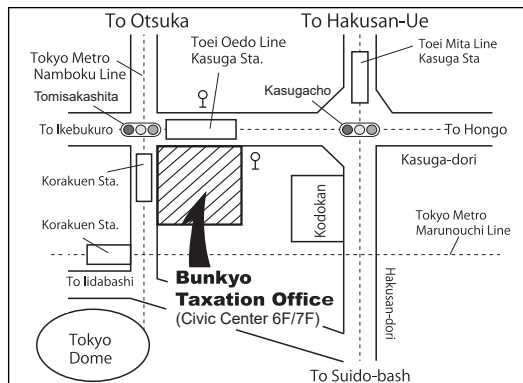 To Otsuka
To Hakusan-Ue
Tokyo Metro
Namboku Line
Toei Oedo Line
Kasuga Sta.
Toei Mita Line
Kasuga Sta
Tomisakashita
Kasugacho
To Ikebukuro
To Hongo
Kasuga-dori
Korakuen Sta.
Kodokan
Korakuen Sta.
Tokyo Metro
Marunouchi Line
To Iidabashi
Bunkyo
Taxation Office
(Civic Center 6F/7F)
Hakusan-dori
Tokyo
Dome
To Suido-bash